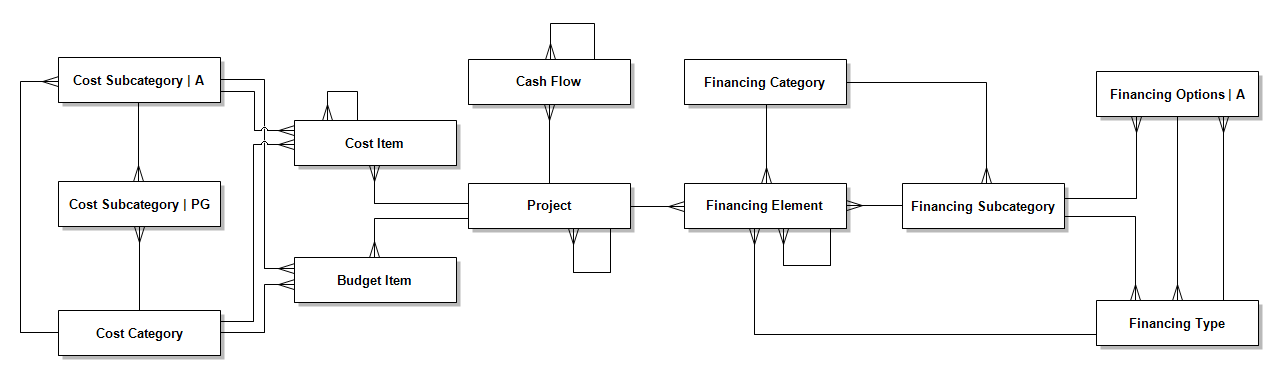 Cost Subcategory | A
Cash Flow
Financing Category
Financing Options | A
Cost Item
Cost Subcategory | PG
Project
Financing Element
Financing Subcategory
Budget Item
Cost Category
Financing Type